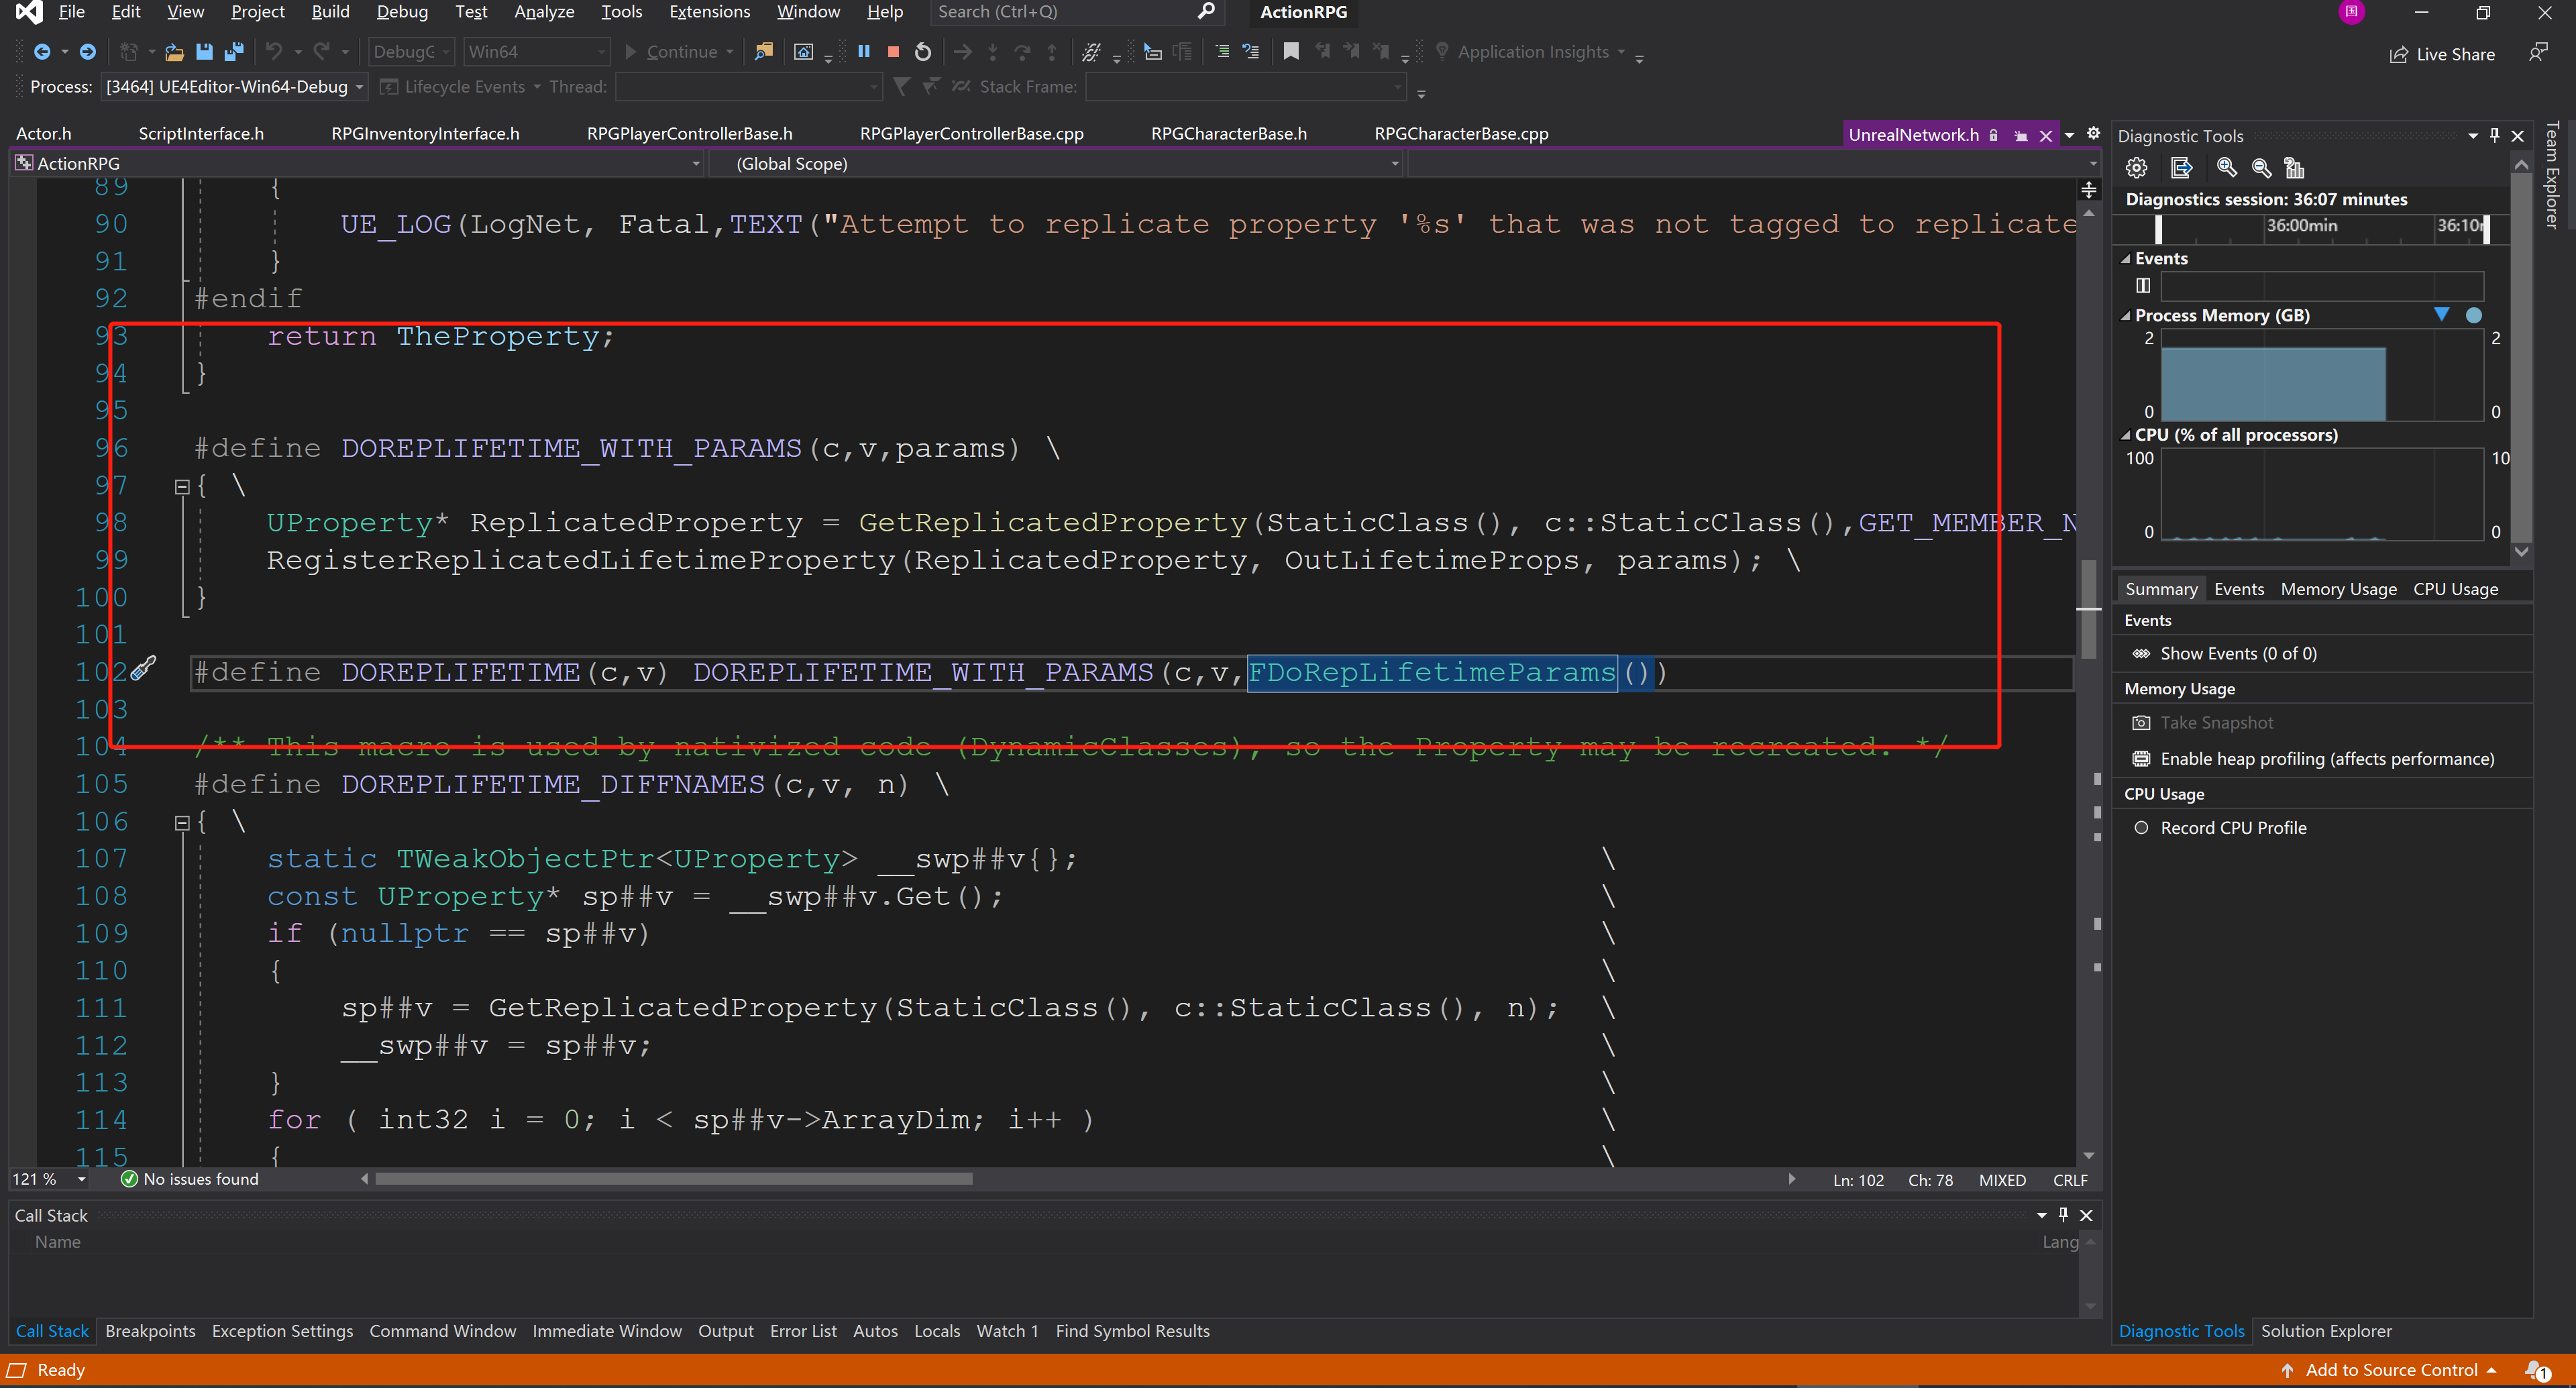 File Edit View Project Build Debug Test Analyze Tools Extensions Window Help Search (Ctrl+Q) ActionRPG 国
DebugG Win64 Continue Application Insights Live Share
Process: [3464] UE4Editor-Win64-Debug Lifecycle Events Thread: Stack Frame:
Actor.h ScriptInterface.h RPGInventoryInterface.h RPGPlayerControllerBase.h RPGPlayerControllerBase.cpp RPGCharacterBase.h RPGCharacterBase.cpp UnrealNetwork.h
ActionRPG (Global Scope)
89 {
90 UE_LOG(LogNet, Fatal,TEXT("Attempt to replicate property '%s' that was not tagged to replicate
91 }
92 #endif
93 return TheProperty;
94 }
95
96 #define DOREPLIFETIME_WITH_PARAMS(c,v,params) \
97 { \
98 UProperty* ReplicatedProperty = GetReplicatedProperty(StaticClass(), c::StaticClass(),GET_MEMBER_N
99 RegisterReplicatedLifetimeProperty(ReplicatedProperty, OutLifetimeProps, params); \
100 }
101
102 #define DOREPLIFETIME(c,v) DOREPLIFETIME_WITH_PARAMS(c,v,FDoRepLifetimeParams())
103
104 /** This macro is used by nativized code (DynamicClasses), so the Property may be recreated. */
105 #define DOREPLIFETIME_DIFFNAMES(c,v, n) \
106 { \
107 static TWeakObjectPtr<UProperty> __swp##v{}; \
108 const UProperty* sp##v = __swp##v.Get(); \
109 if (nullptr == sp##v) \
110 { \
111 sp##v = GetReplicatedProperty(StaticClass(), c::StaticClass(), n); \
112 __swp##v = sp##v; \
113 } \
114 for ( int32 i = 0; i < sp##v->ArrayDim; i++ ) \
115 { \
121 % No issues found Ln: 102 Ch: 78 MIXED CRLF
Call Stack
Name Lang
Call Stack Breakpoints Exception Settings Command Window Immediate Window Output Error List Autos Locals Watch 1 Find Symbol Results
Diagnostic Tools
Diagnostics session: 36:07 minutes
36:00min 36:10m
Events
Process Memory (GB)
2 2
0 0
CPU (% of all processors)
100 10
0 0
Summary Events Memory Usage CPU Usage
Events
Show Events (0 of 0)
Memory Usage
Take Snapshot
Enable heap profiling (affects performance)
CPU Usage
Record CPU Profile
Diagnostic Tools Solution Explorer
Team Explorer
Ready Add to Source Control 1